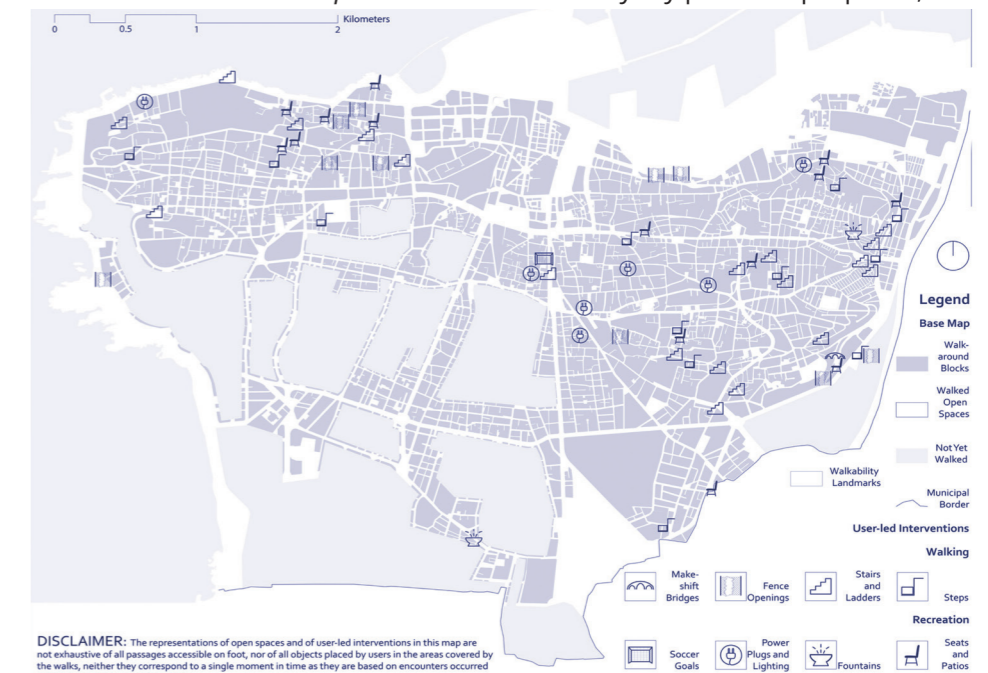 Kilometers
0 0.5 1 2
Legend
Base Map
Walk-
around
Blocks
Walked
Open
Spaces
Not Yet
Walked
Walkability
Landmarks
Municipal
Border
User-led Interventions
Walking
Make-
shift
Bridges
Fence
Openings
Stairs
and
Ladders
Steps
Recreation
Soccer
Goals
Power
Plugs and
Lighting
Fountains
Seats
and
Patios
DISCLAIMER: The representations of open spaces and of user-led interventions in this map are
not exhaustive of all passages accessible on foot, nor of all objects placed by users in the areas covered by
the walks, neither they correspond to a single moment in time as they are based on encounters occurred